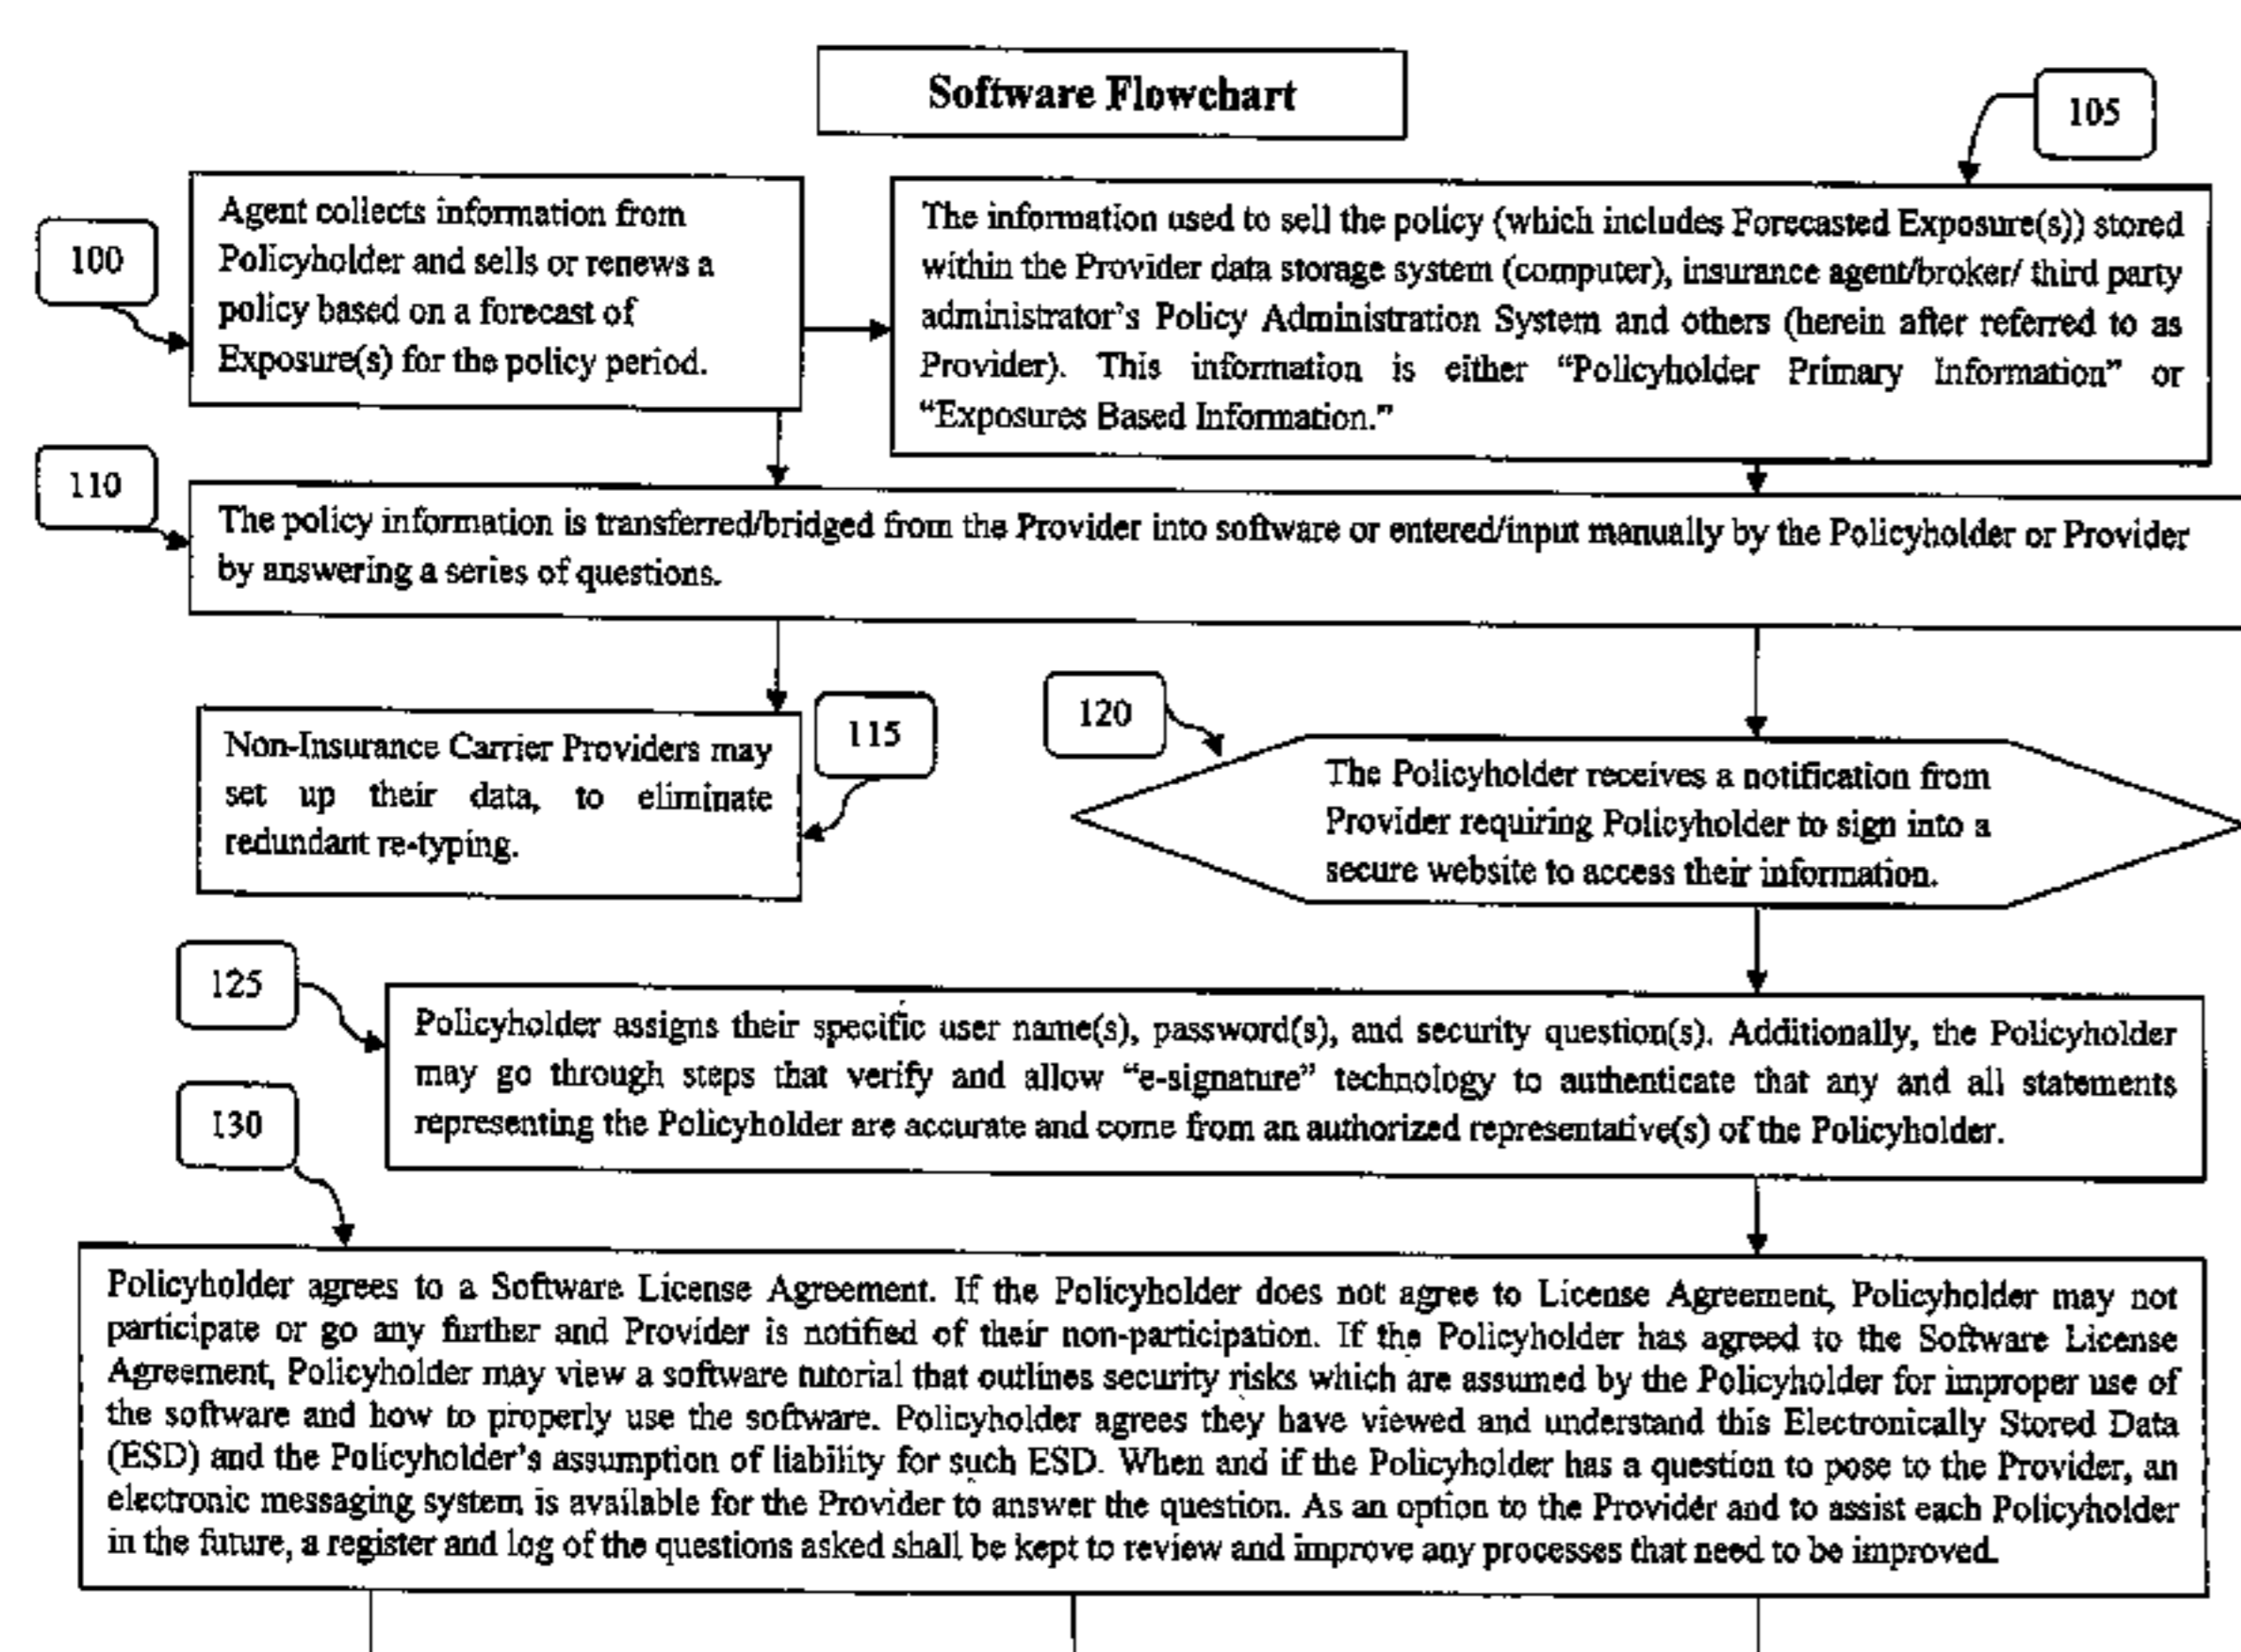 Software Flowchart
105
100
Agent collects information from
Policyholder and sells or renews a
policy based on a forecast of
Exposure(s) for the policy period.
The information used to sell the policy (which includes Forecasted Exposure(s)) stored
within the Provider data storage system (computer), insurance agent/broker/ third party
administrator's Policy Administration System and others (herein after referred to as
Provider). This information is either “Policyholder Primary Information” or
“Exposures Based Information.”
110
The policy information is transferred/bridged from the Provider into software or entered/input manually by the Policyholder or Provider
by answering a series of questions.
Non-Insurance Carrier Providers may
set up their data, to eliminate
redundant re-typing.
115
120
The Policyholder receives a notification from
Provider requiring Policyholder to sign into a
secure website to access their information.
125
Policyholder assigns their specific user name(s), password(s), and security question(s). Additionally, the Policyholder
may go through steps that verify and allow “e-signature” technology to authenticate that any and all statements
representing the Policyholder are accurate and come from an authorized representative(s) of the Policyholder.
130
Policyholder agrees to a Software License Agreement. If the Policyholder does not agree to License Agreement, Policyholder may not
participate or go any further and Provider is notified of their non-participation. If the Policyholder has agreed to the Software License
Agreement, Policyholder may view a software tutorial that outlines security risks which are assumed by the Policyholder for improper use of
the software and how to properly use the software. Policyholder agrees they have viewed and understand this Electronically Stored Data
(ESD) and the Policyholder's assumption of liability for such ESD. When and if the Policyholder has a question to pose to the Provider, an
electronic messaging system is available for the Provider to answer the question. As an option to the Provider and to assist each Policyholder
in the future, a register and log of the questions asked shall be kept to review and improve any processes that need to be improved.